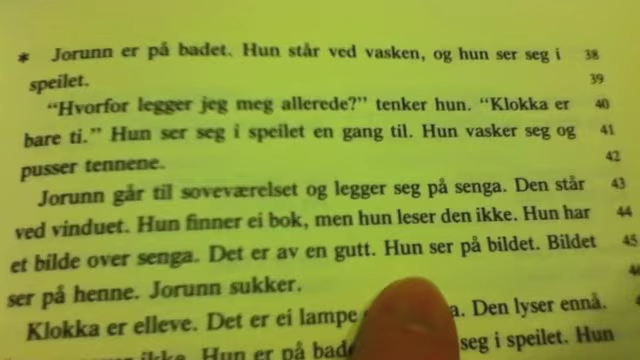 * Jorunn er på badet. Hun står ved vasken, og hun ser seg i 38
speilet. 39
"Hvorfor legger jeg meg allerede?" tenker hun. "Klokka er 40
bare ti." Hun ser seg i speilet en gang til. Hun vasker seg og 41
pusser tennene. 42
Jorunn går til soveværelset og legger seg på senga. Den står 43
ved vinduet. Hun finner ei bok, men hun leser den ikke. Hun har 44
et bilde over senga. Det er av en gutt. Hun ser på bildet. Bildet 45
ser på henne. Jorunn sukker.
Klokka er elleve. Det er ei lampe a. Den lyser ennå.
ikke. Hun er på bade seg i speilet. Hun